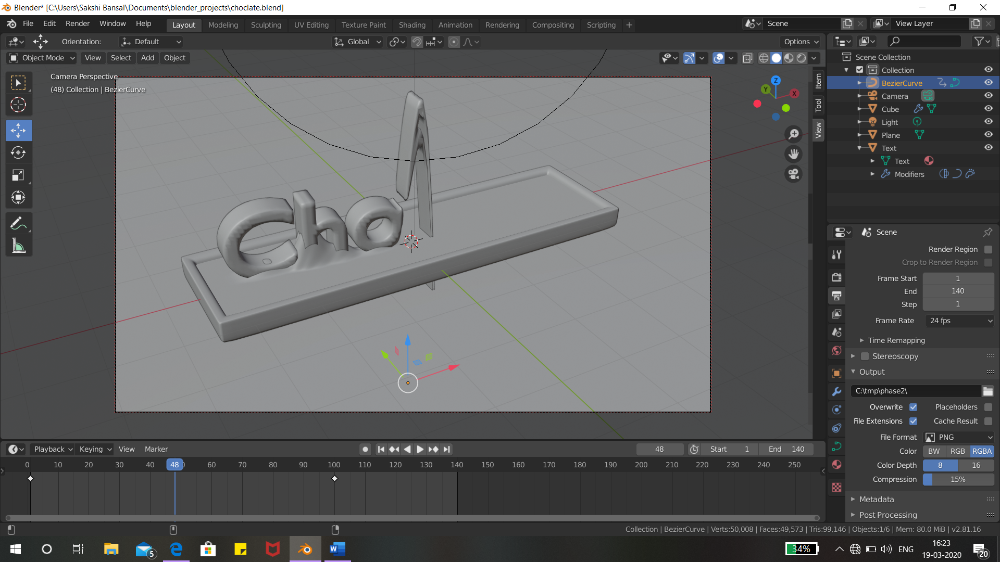 Blender* [C:\Users\Sakshi Bansal\Documents\blender_projects\choclate.blend]
File Edit Render Window Help Layout Modeling Sculpting UV Editing Texture Paint Shading Animation Rendering Compositing Scripting + Scene View Layer
Orientation: Default Global Options
Object Mode View Select Add Object
Camera Perspective
(48) Collection | BezierCurve
Cho
Z
Y
X
Item
Tool
View
Scene Collection
Collection
BezierCurve
Camera
Cube
Light
Plane
Text
Text
Modifiers
Scene
Render Region
Crop to Render Region
Frame Start 1
End 140
Step 1
Frame Rate 24 fps
Time Remapping
Stereoscopy
Output
C:\tmp\phase2\
Overwrite Placeholders
File Extensions Cache Result
File Format PNG
Color BW RGB RGBA
Color Depth 8 16
Compression 15%
Metadata
Post Processing
Playback Keying View Marker 48 Start 1 End 140
0 10 20 30 40 48 60 70 80 90 100 110 120 130 140 150 160 170 180 190 200 210 220 230 240 250
Collection | BezierCurve | Verts:50,008 | Faces:49,573 | Tris:99,146 | Objects:1/6 | Mem: 80.0 MiB | v2.81.16
5
W
34%
ENG
16:23
19-03-2020
20